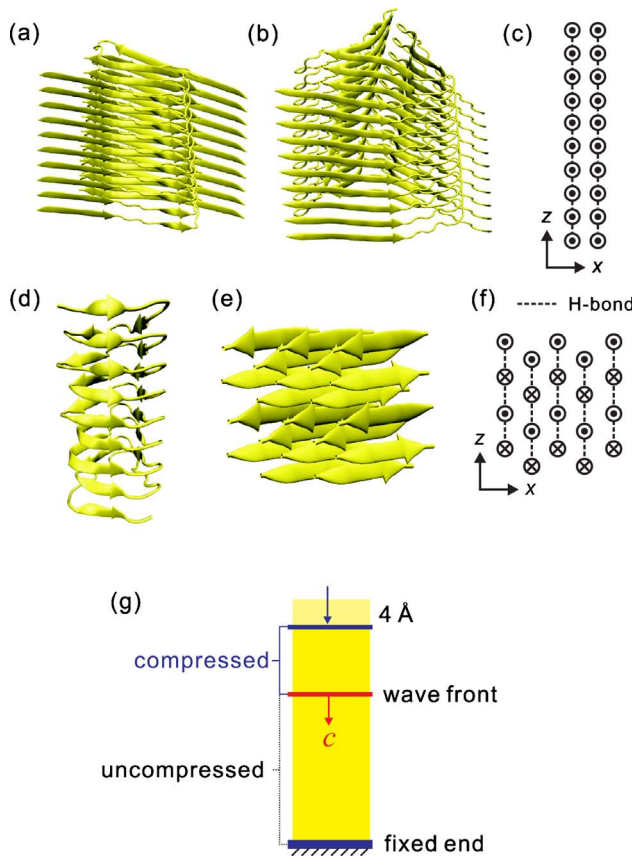 (a)
(b)
(c)
z
x
(d)
(e)
(f)
H-bond
z
x
(g)
4 Å
compressed
wave front
c
uncompressed
fixed end